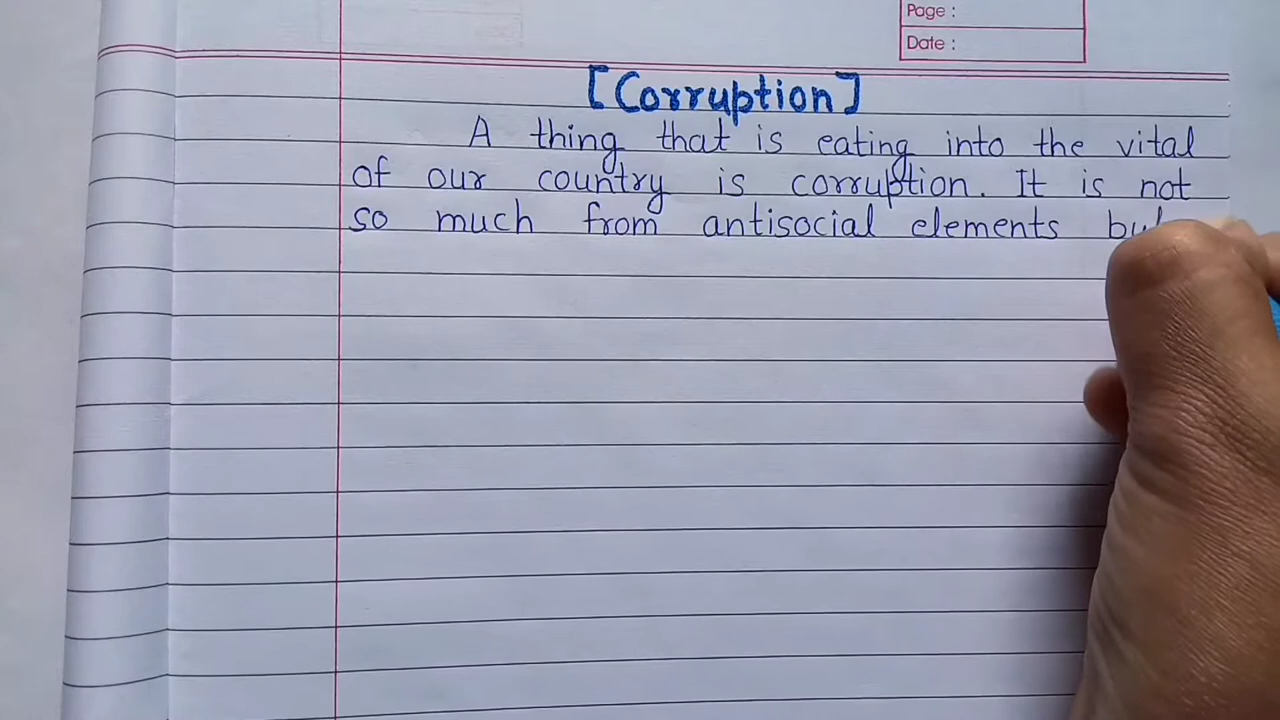 Page :
Date :
[Corruption]
A thing that is eating into the vital
of our country is corruption. It is not
so much from antisocial elements